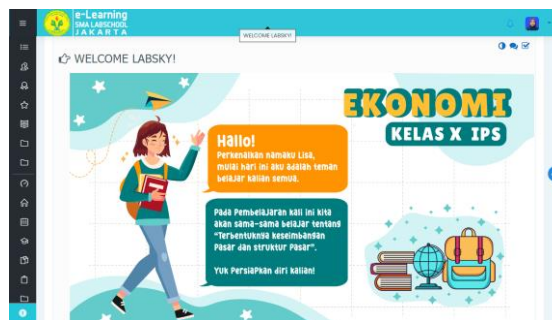 e-Learning
SMA LABSCHOOL
JAKARTA
WELCOME LABSKY!
WELCOME LABSKY!
EKONOMI
KELAS X IPS
Hallo!
Perkenalkan namaku Lisa,
mulai hari ini aku adalah teman
belajar kalian semua.
Pada Pembelajaran kali ini kita
akan sama-sama belajar tentang
"Terbentuknya keseimbangan
Pasar dan struktur Pasar".
Yuk Persiapkan diri kalian!